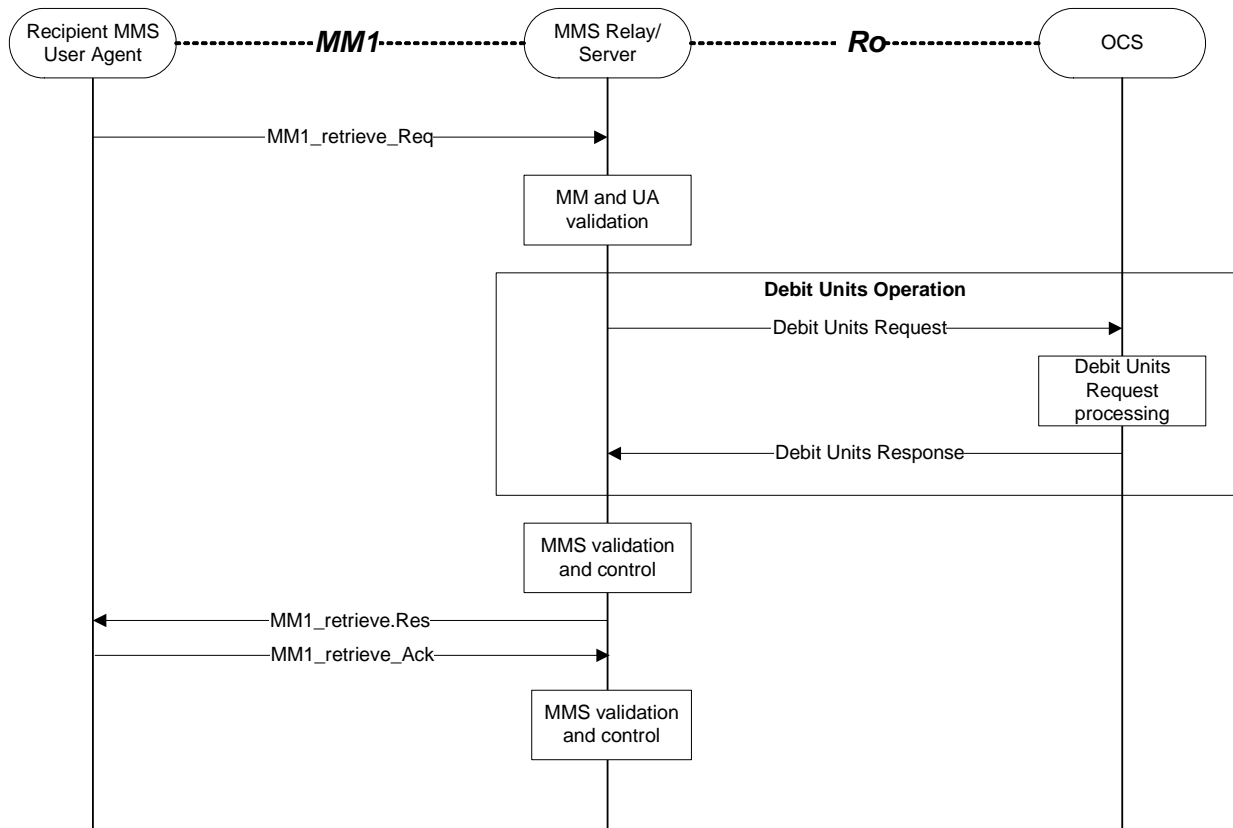 Recipient MMS
User Agent
MM1
MMS Relay/
Server
Ro
OCS
MM1_retrieve_Req
MM and UA
validation
Debit Units Operation
Debit Units Request
Debit Units
Request
processing
Debit Units Response
MMS validation
and control
MM1_retrieve.Res
MM1_retrieve_Ack
MMS validation
and control